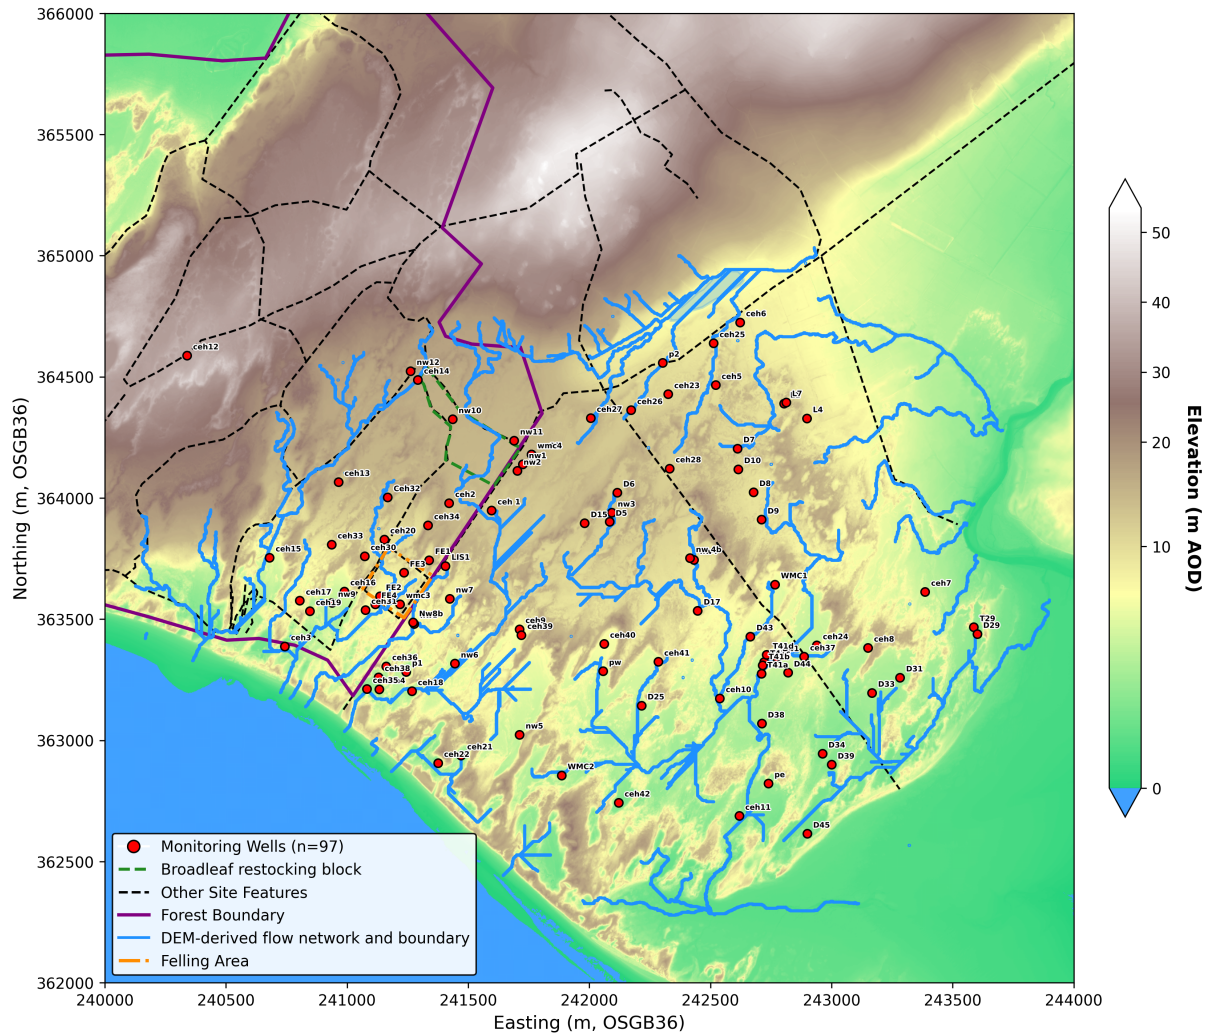 366000
365500
365000
364500
364000
363500
363000
362500
362000
Northing (m, OSGB36)
240000 240500 241000 241500 242000 242500 243000 243500 244000
Easting (m, OSGB36)
50
40
30
20
10
0
Elevation (m AOD)
ceh6
ceh25
p2
ceh12
nw12
ceh14
ceh5
ceh23
L7
ceh26
ceh27
L4
nw10
nw11
wmc4
nw1
nw2
D7
D10
ceh28
ceh13
D6
D8
Ceh32
ceh2
ceh 1
nw3
D15
D5
D9
ceh34
ceh20
ceh33
ceh30
ceh15
FE1
LIS1
FE3
nw4b
WMC1
ceh7
ceh16
nw9
FE2
FE4
wmc3
nw7
ceh17
ceh19
ceh31
D17
Nw8b
T29
D29
ceh9
ceh39
D43
ceh3
ceh40
ceh24
ceh37
ceh8
T41d
T41b
T41a
D44
ceh36
p1
ceh38
nw6
pw
ceh41
D31
ceh35
ceh18
D33
D25
ceh10
nw5
D38
ceh21
ceh22
D34
D39
WMC2
pe
ceh42
ceh11
D45
Monitoring Wells (n=97)
Broadleaf restocking block
Other Site Features
Forest Boundary
DEM-derived flow network and boundary
Felling Area